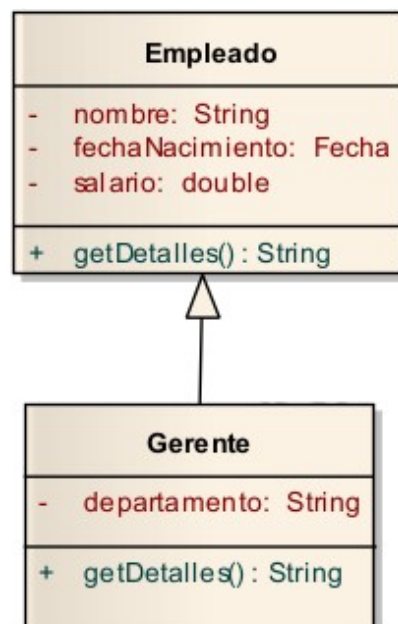 Empleado
- nombre: String
- fechaNacimiento: Fecha
- salario: double
+ getDetalles() : String
Gerente
- departamento: String
+ getDetalles() : String